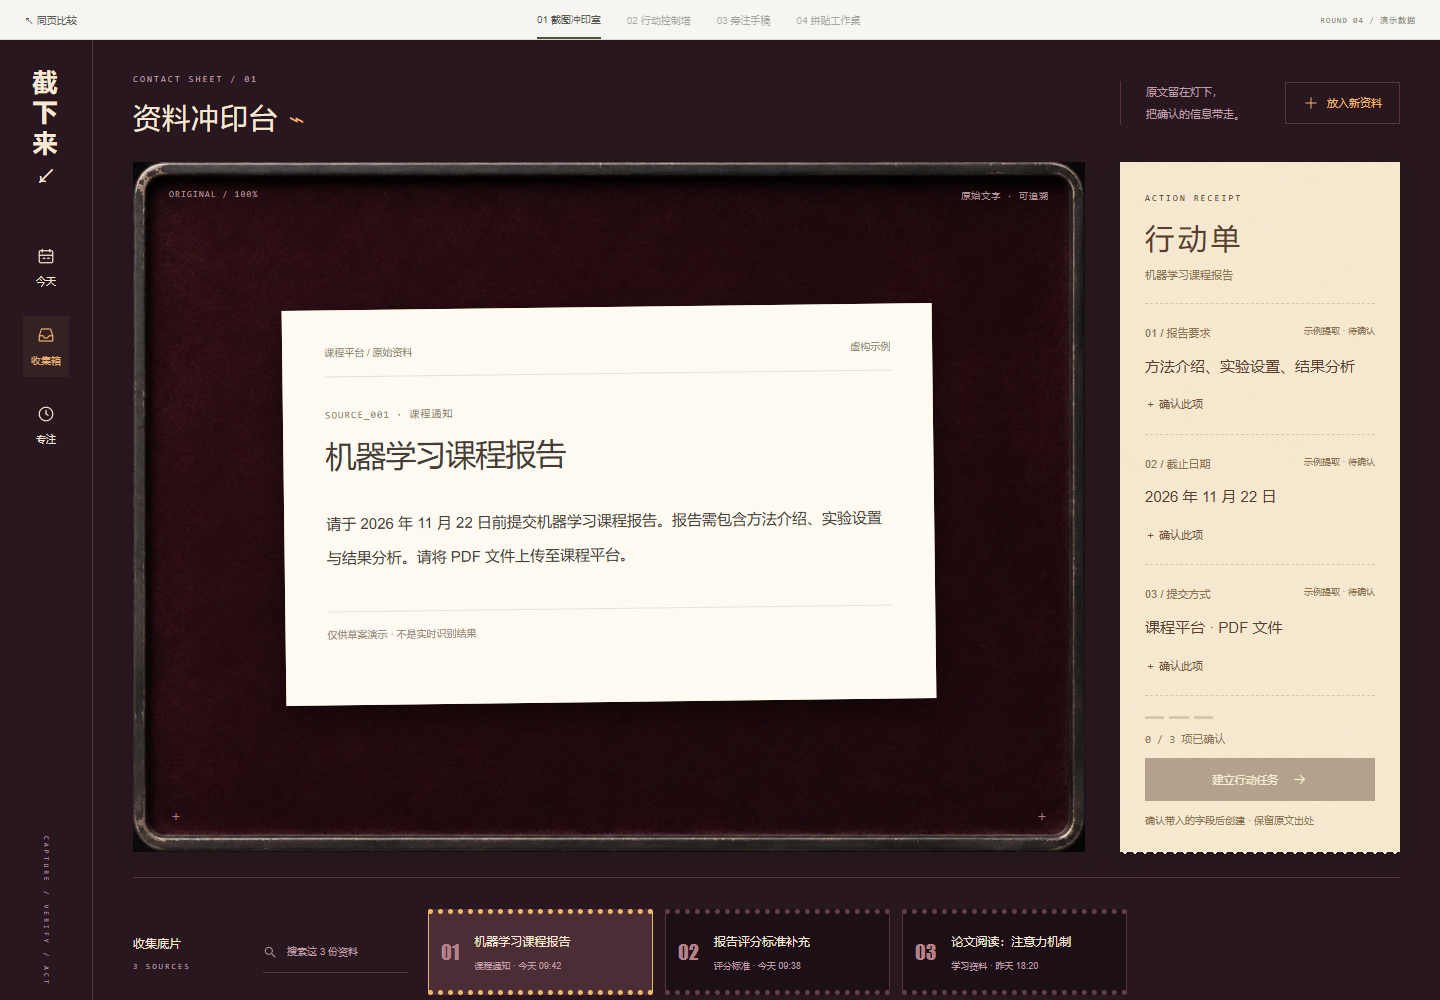 ↖ 同页比较
01 截图冲印室
02 行动控制塔
03 旁注手稿
04 拼贴工作桌
ROUND 04 / 演示数据
截下来
今天
收集箱
专注
CAPTURE / VERIFY / ACT
CONTACT SHEET / 01
资料冲印台
原文留在灯下，
把确认的信息带走。
+ 放入新资料
ORIGINAL / 100%
原始文字 · 可追溯
课程平台 / 原始资料
虚构示例
SOURCE_001 · 课程通知
机器学习课程报告
请于 2026 年 11 月 22 日前提交机器学习课程报告。报告需包含方法介绍、实验设置
与结果分析。请将 PDF 文件上传至课程平台。
仅供草案演示 · 不是实时识别结果
ACTION RECEIPT
行动单
机器学习课程报告
01 / 报告要求
示例提取 · 待确认
方法介绍、实验设置、结果分析
+ 确认此项
02 / 截止日期
示例提取 · 待确认
2026 年 11 月 22 日
+ 确认此项
03 / 提交方式
示例提取 · 待确认
课程平台 · PDF 文件
+ 确认此项
0 / 3 项已确认
建立行动任务 →
确认带入的字段后创建 · 保留原文出处
收集底片
3 SOURCES
搜索这 3 份资料
01
机器学习课程报告
课程通知 · 今天 09:42
02
报告评分标准补充
评分标准 · 今天 09:38
03
论文阅读：注意力机制
学习资料 · 昨天 18:20